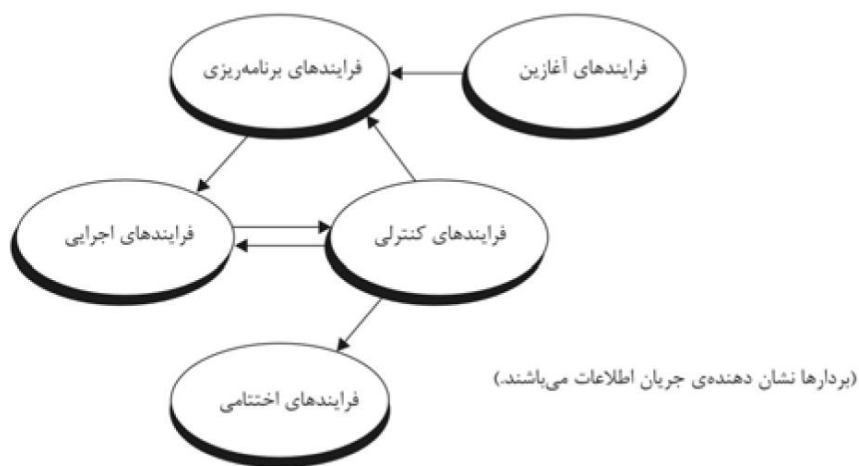 فرایندهای آغازین
فرایندهای برنامه‌ریزی
فرایندهای کنترلی
فرایندهای اجرایی
(بردارها نشان دهنده‌ی جریان اطلاعات می‌باشند.)
فرایندهای اختتامی